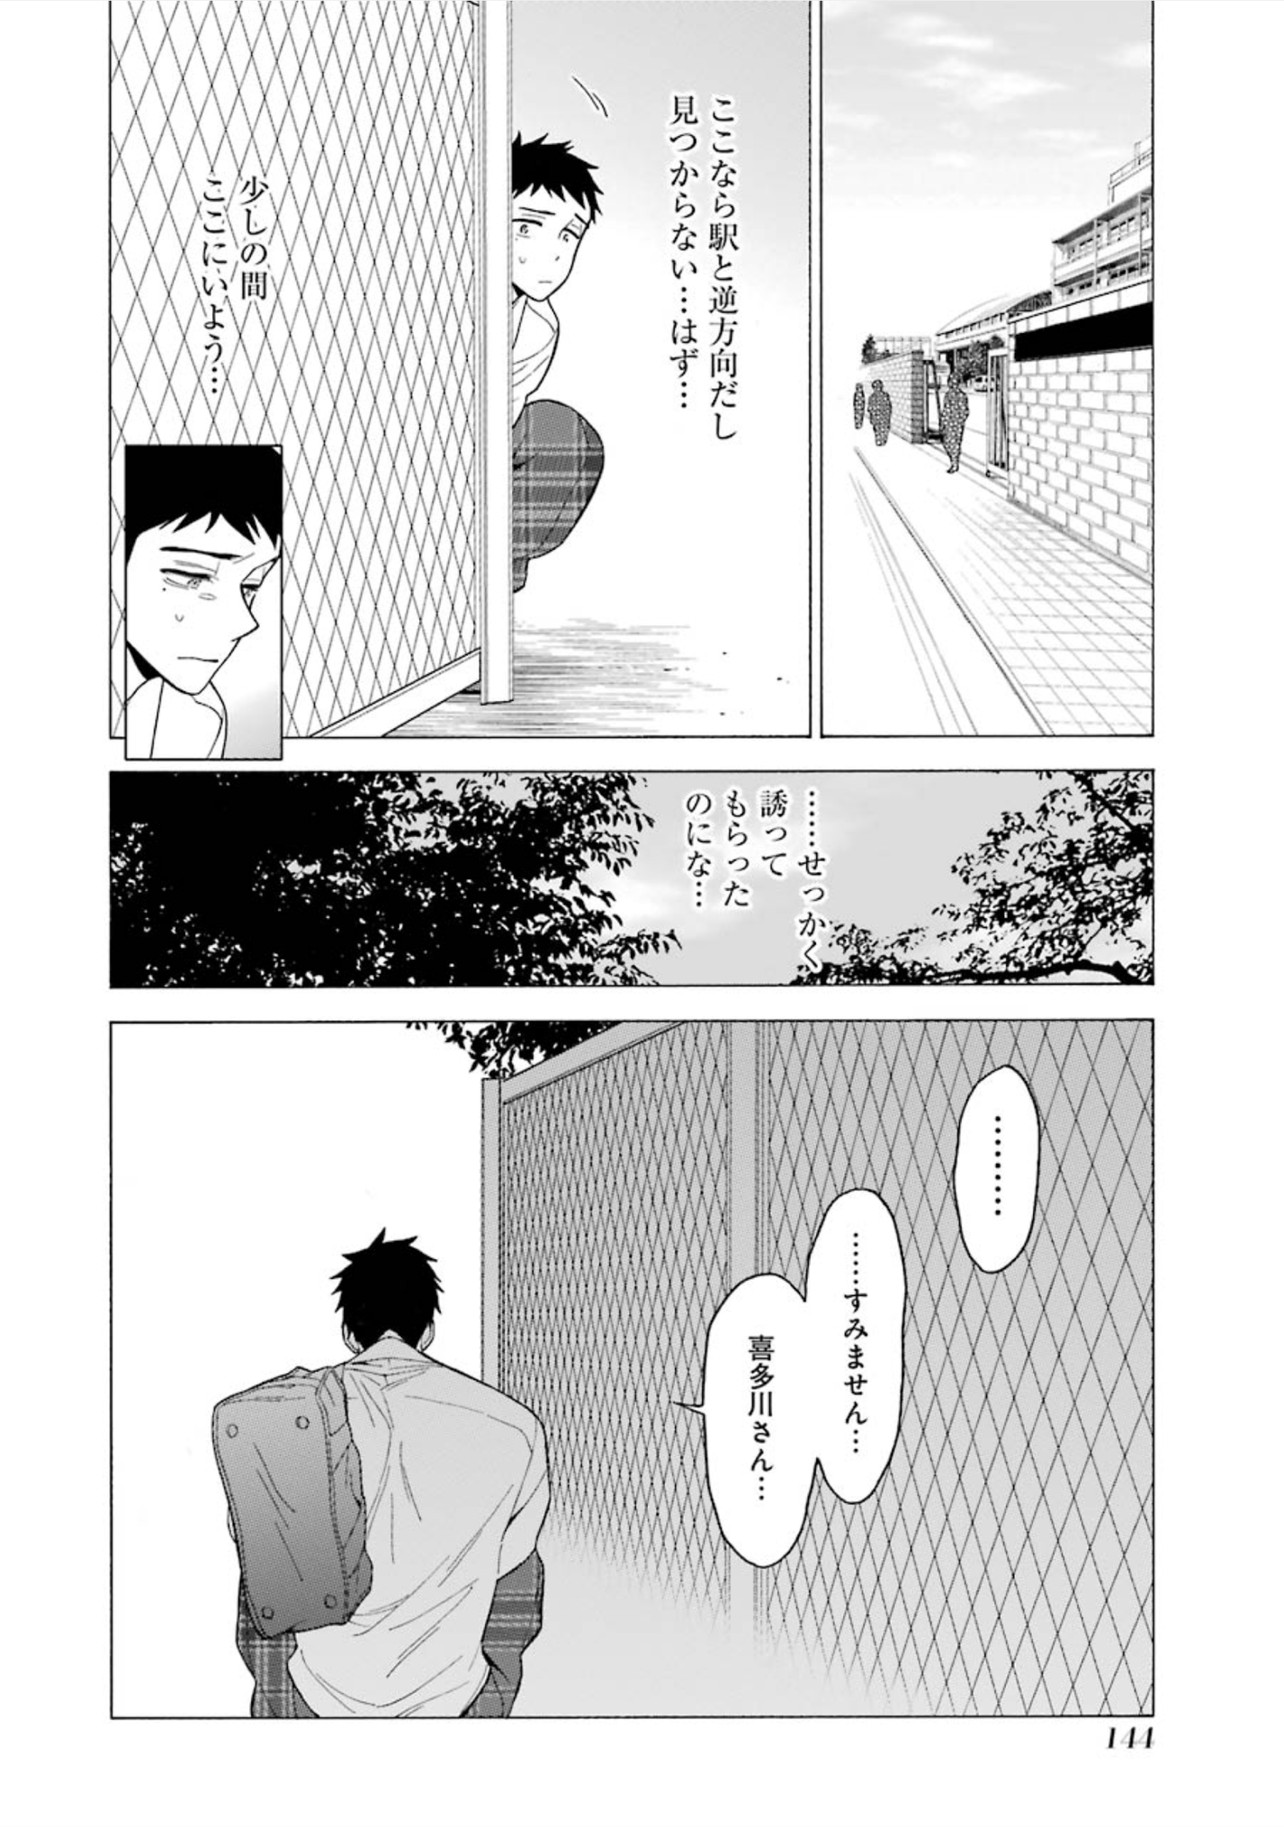 ここなら駅と逆方向だし
見つからない…はず…
少しの間
ここにいよう…
……せっかく
誘って
もらった
のにな…
………
……すみません…
喜多川さん…
144